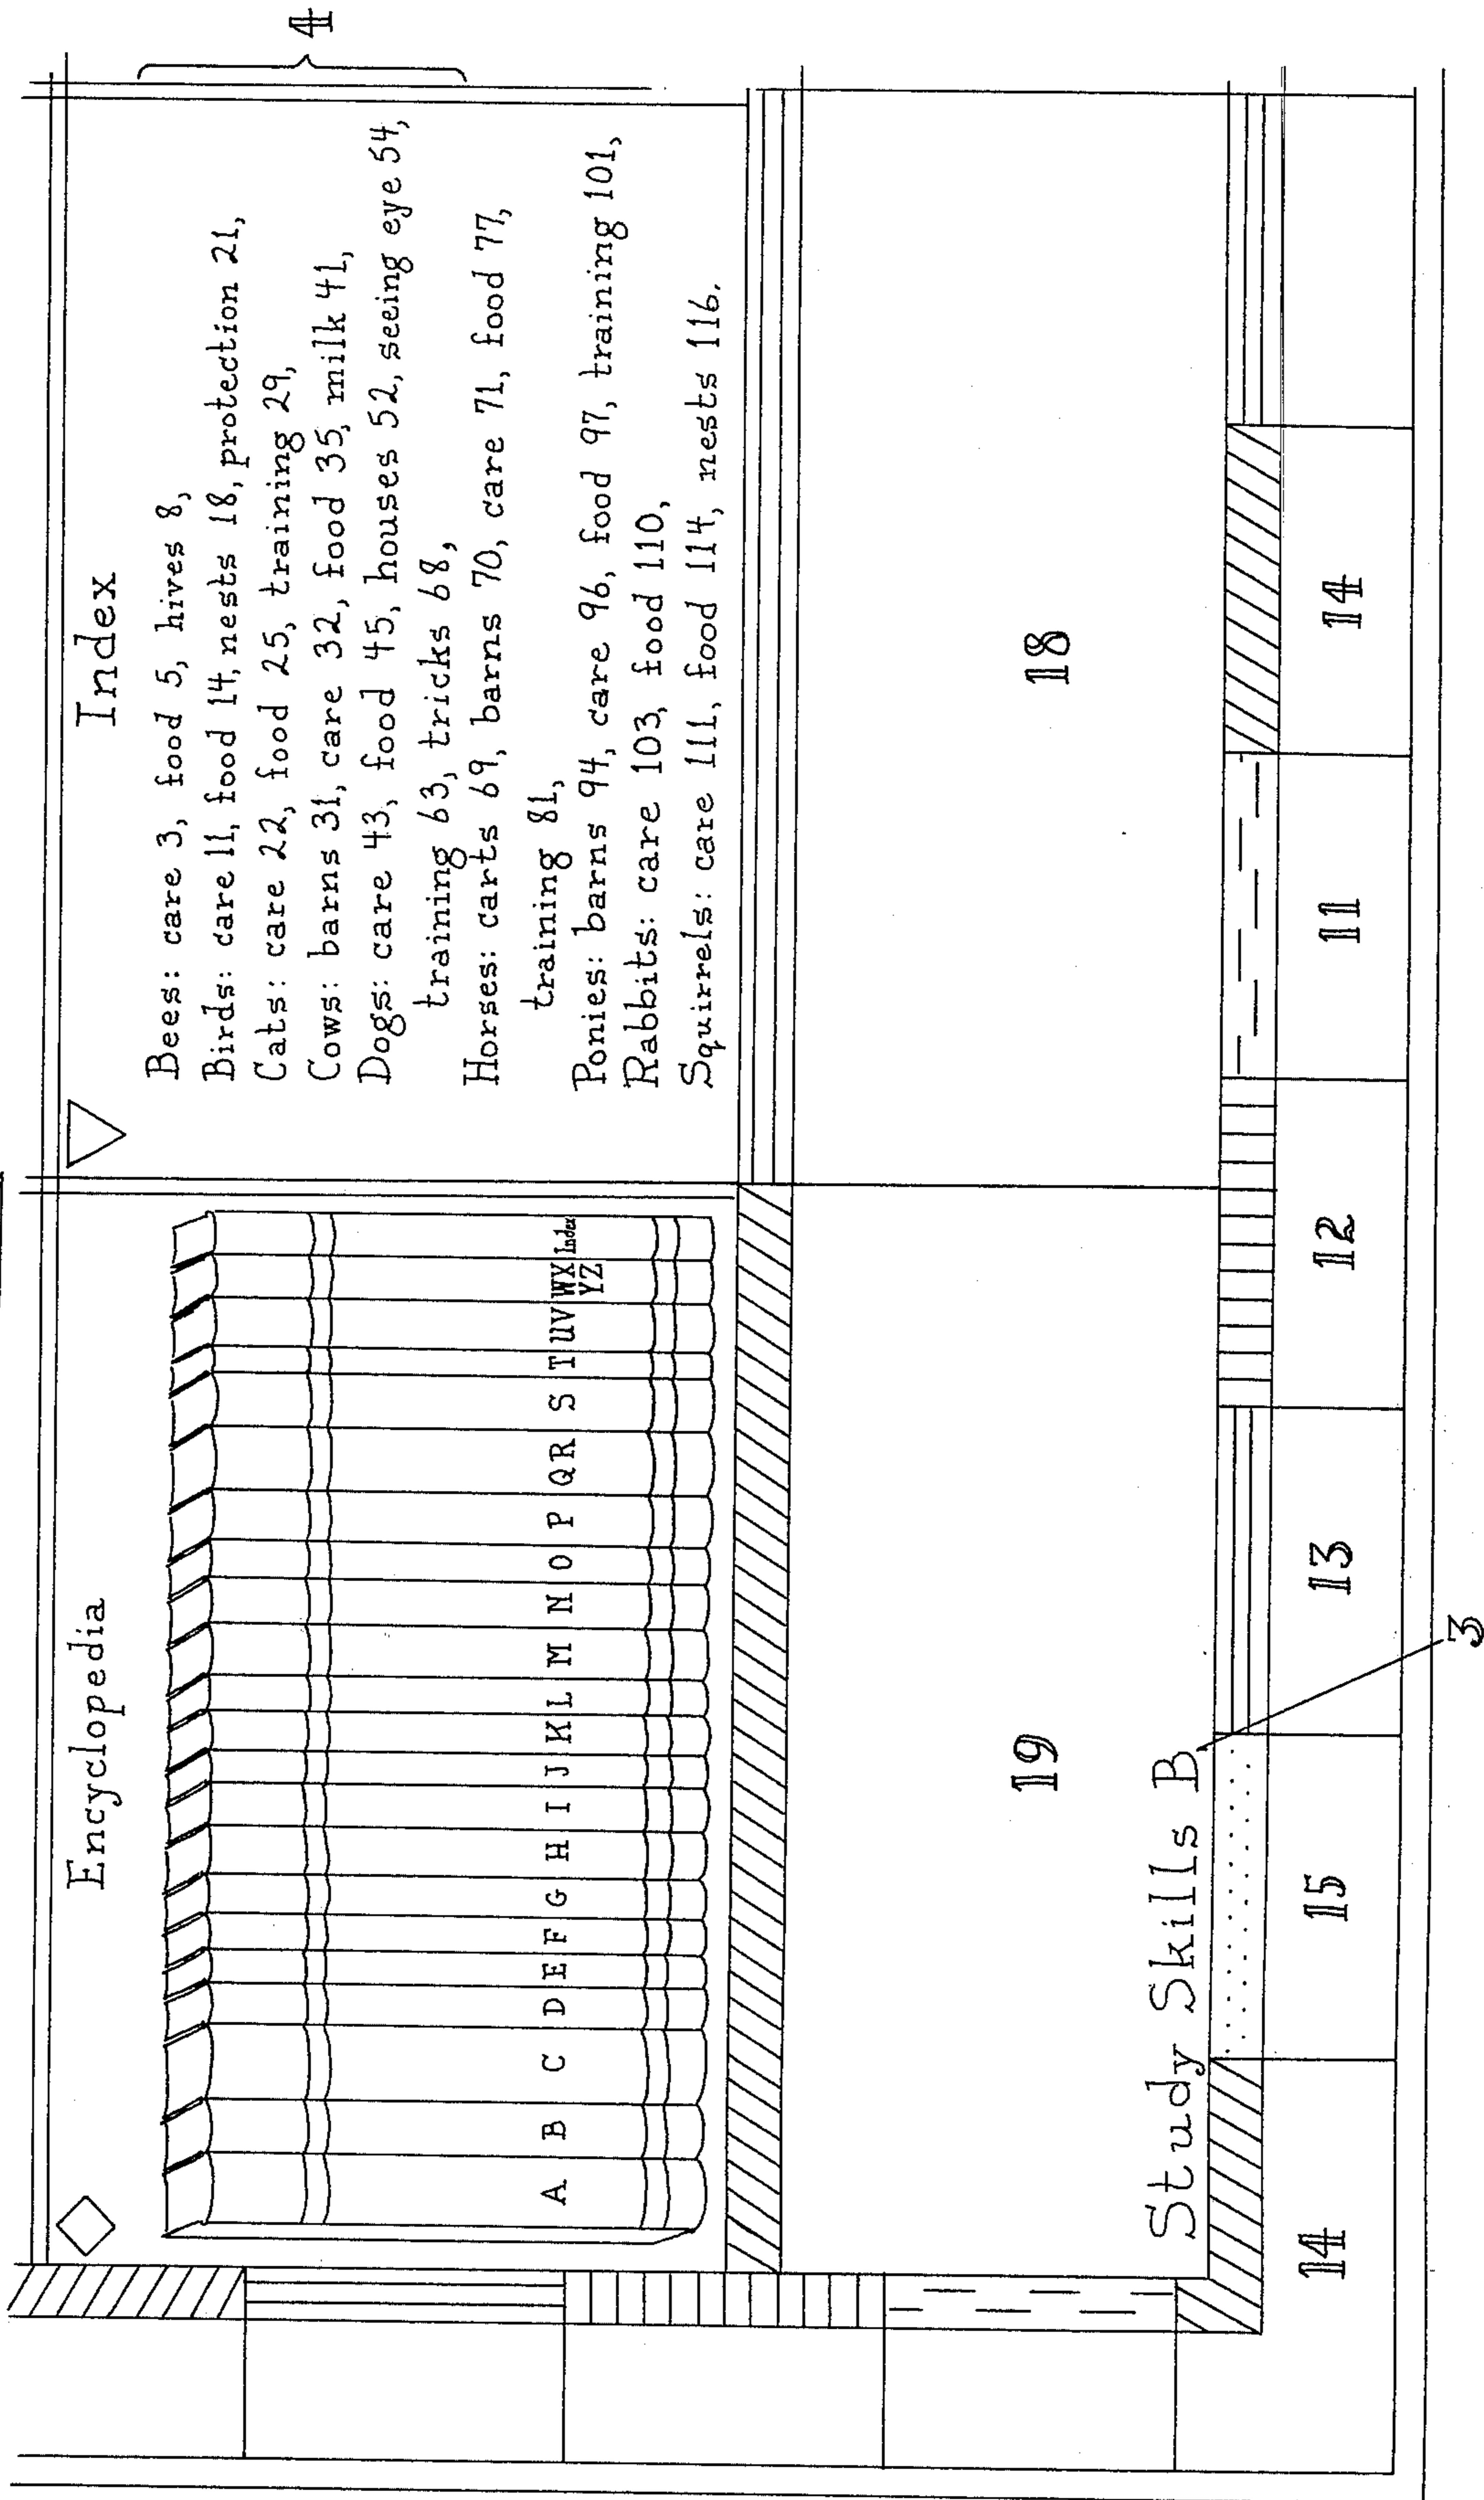 Encyclopedia
A B C D E F G H I J K L M N O P QR S T UV WX Index
YZ
Index
Bees: care 3, food 5, hives 8,
Birds: care 11, food 14, nests 18, protection 21,
Cats: care 22, food 25, training 29,
Cows: barns 31, care 32, food 35, milk 41,
Dogs: care 43, food 45, houses 52, seeing eye 54,
training 63, tricks 68,
Horses: carts 69, barns 70, care 71, food 77,
training 81,
Ponies: barns 94, care 96, food 97, training 101,
Rabbits: care 103, food 110,
Squirrels: care 111, food 114, nests 116.
4
19
18
Study Skills B
14
15
13
12
11
14
3